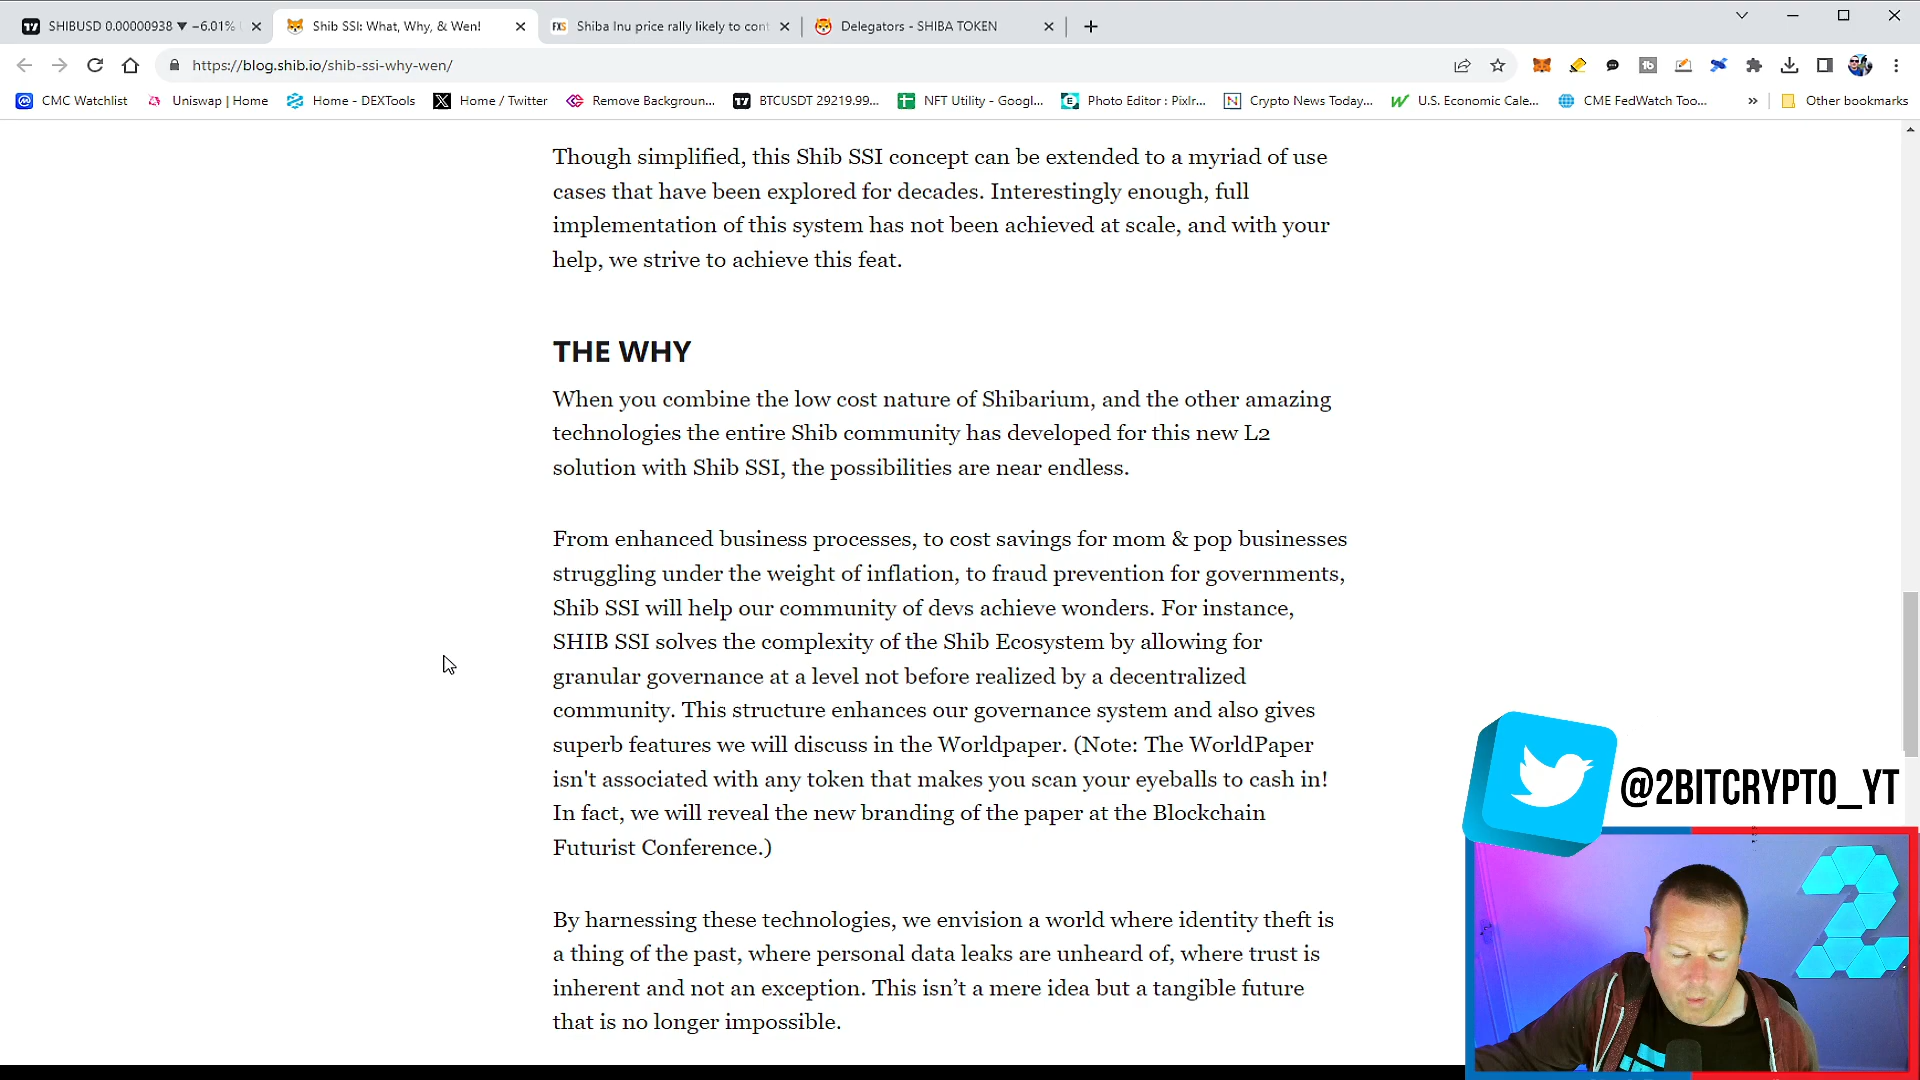 SHIBUSD 0.00000938 ▼ −6.01%
Shib SSI: What, Why, & Wen!
FXS
Shiba Inu price rally likely to cont
Delegators - SHIBA TOKEN
https://blog.shib.io/shib-ssi-why-wen/
CMC Watchlist
Uniswap | Home
Home - DEXTools
Home / Twitter
Remove Backgroun...
BTCUSDT 29219.99...
NFT Utility - Googl...
Photo Editor : Pixlr...
Crypto News Today...
U.S. Economic Cale...
CME FedWatch Too...
»
Other bookmarks
Though simplified, this Shib SSI concept can be extended to a myriad of use
cases that have been explored for decades. Interestingly enough, full
implementation of this system has not been achieved at scale, and with your
help, we strive to achieve this feat.
THE WHY
When you combine the low cost nature of Shibarium, and the other amazing
technologies the entire Shib community has developed for this new L2
solution with Shib SSI, the possibilities are near endless.
From enhanced business processes, to cost savings for mom & pop businesses
struggling under the weight of inflation, to fraud prevention for governments,
Shib SSI will help our community of devs achieve wonders. For instance,
SHIB SSI solves the complexity of the Shib Ecosystem by allowing for
granular governance at a level not before realized by a decentralized
community. This structure enhances our governance system and also gives
superb features we will discuss in the Worldpaper. (Note: The WorldPaper
isn't associated with any token that makes you scan your eyeballs to cash in!
In fact, we will reveal the new branding of the paper at the Blockchain
Futurist Conference.)
By harnessing these technologies, we envision a world where identity theft is
a thing of the past, where personal data leaks are unheard of, where trust is
inherent and not an exception. This isn’t a mere idea but a tangible future
that is no longer impossible.
@2BITCRYPTO_YT
2